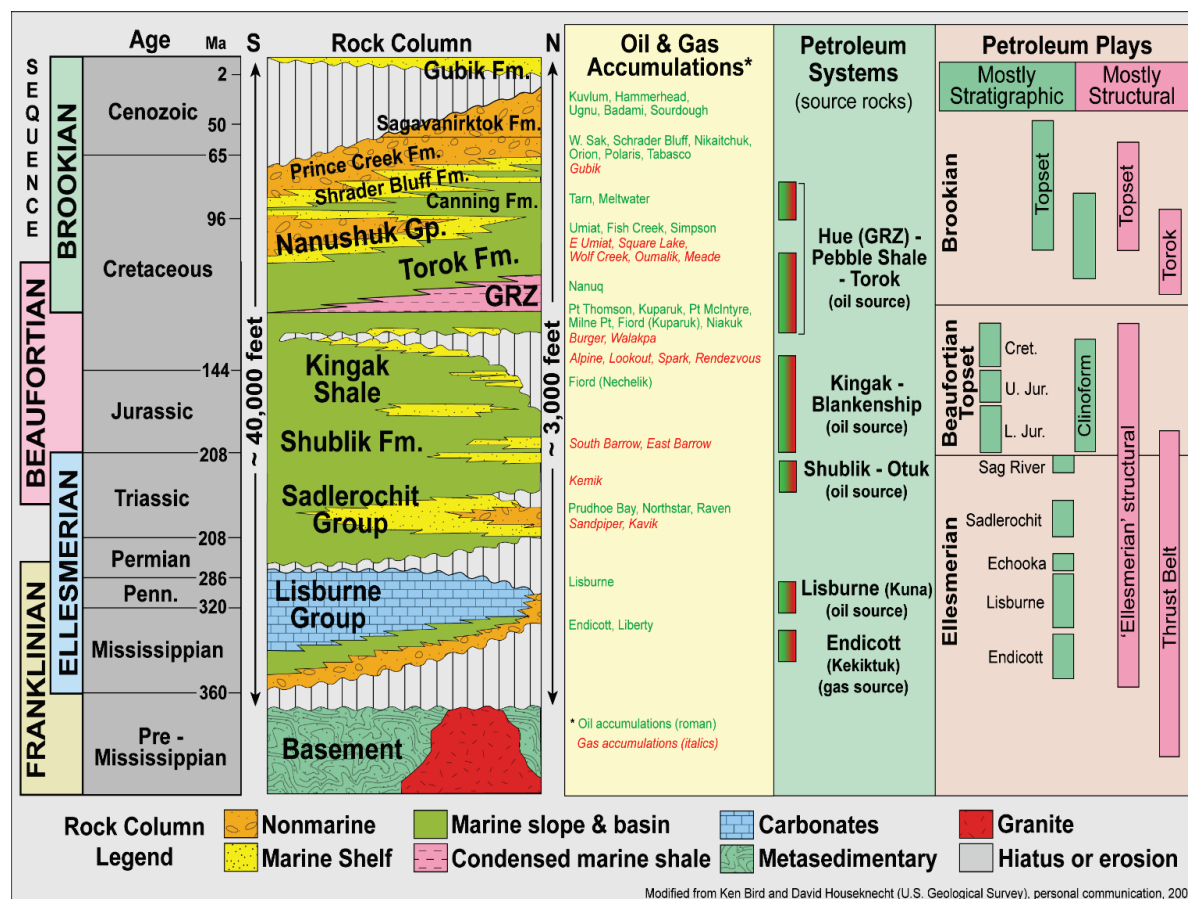 Age
Ma
S
Rock Column
N
Oil & Gas
Accumulations*
Petroleum
Systems
(source rocks)
Petroleum Plays
Mostly
Stratigraphic
Mostly
Structural
SEQUENCE
BROOKIAN
BEAUFORTIAN
ELLESMERIAN
FRANKLINIAN
Cenozoic
Cretaceous
Jurassic
Triassic
Permian
Penn.
Mississippian
Pre -
Mississippian
2
50
65
96
144
208
208
286
320
360
~ 40,000 feet
Gubik Fm.
Sagavanirktok Fm.
Prince Creek Fm.
Shrader Bluff Fm.
Canning Fm.
Nanushuk Gp.
Torok Fm.
GRZ
Kingak
Shale
Shublik Fm.
Sadlerochit
Group
Lisburne
Group
Basement
~ 3,000 feet
Kuvlum, Hammerhead,
Ugnu, Badami, Sourdough
W. Sak, Schrader Bluff, Nikaitchuk,
Orion, Polaris, Tabasco
Gubik
Tarn, Meltwater
Umiat, Fish Creek, Simpson
E Umiat, Square Lake,
Wolf Creek, Oumalik, Meade
Nanuq
Pt Thomson, Kuparuk, Pt McIntyre,
Milne Pt, Fiord (Kuparuk), Niakuk
Burger, Walakpa
Alpine, Lookout, Spark, Rendezvous
Fiord (Nechelik)
South Barrow, East Barrow
Kemik
Prudhoe Bay, Northstar, Raven
Sandpiper, Kavik
Lisburne
Endicott, Liberty
* Oil accumulations (roman)
Gas accumulations (italics)
Hue (GRZ) -
Pebble Shale
- Torok
(oil source)
Kingak -
Blankenship
(oil source)
Shublik - Otuk
(oil source)
Lisburne (Kuna)
(oil source)
Endicott
(Kekiktuk)
(gas source)
Brookian
Topset
Topset
Torok
Beaufortian
Topset
Cret.
U. Jur.
L. Jur.
Clinoform
Ellesmerian
Sag River
Sadlerochit
Echooka
Lisburne
Endicott
'Ellesmerian' structural
Thrust Belt
Rock Column
Legend
Nonmarine
Marine slope & basin
Carbonates
Granite
Marine Shelf
Condensed marine shale
Metasedimentary
Hiatus or erosion
Modified from Ken Bird and David Houseknecht (U.S. Geological Survey), personal communication, 200